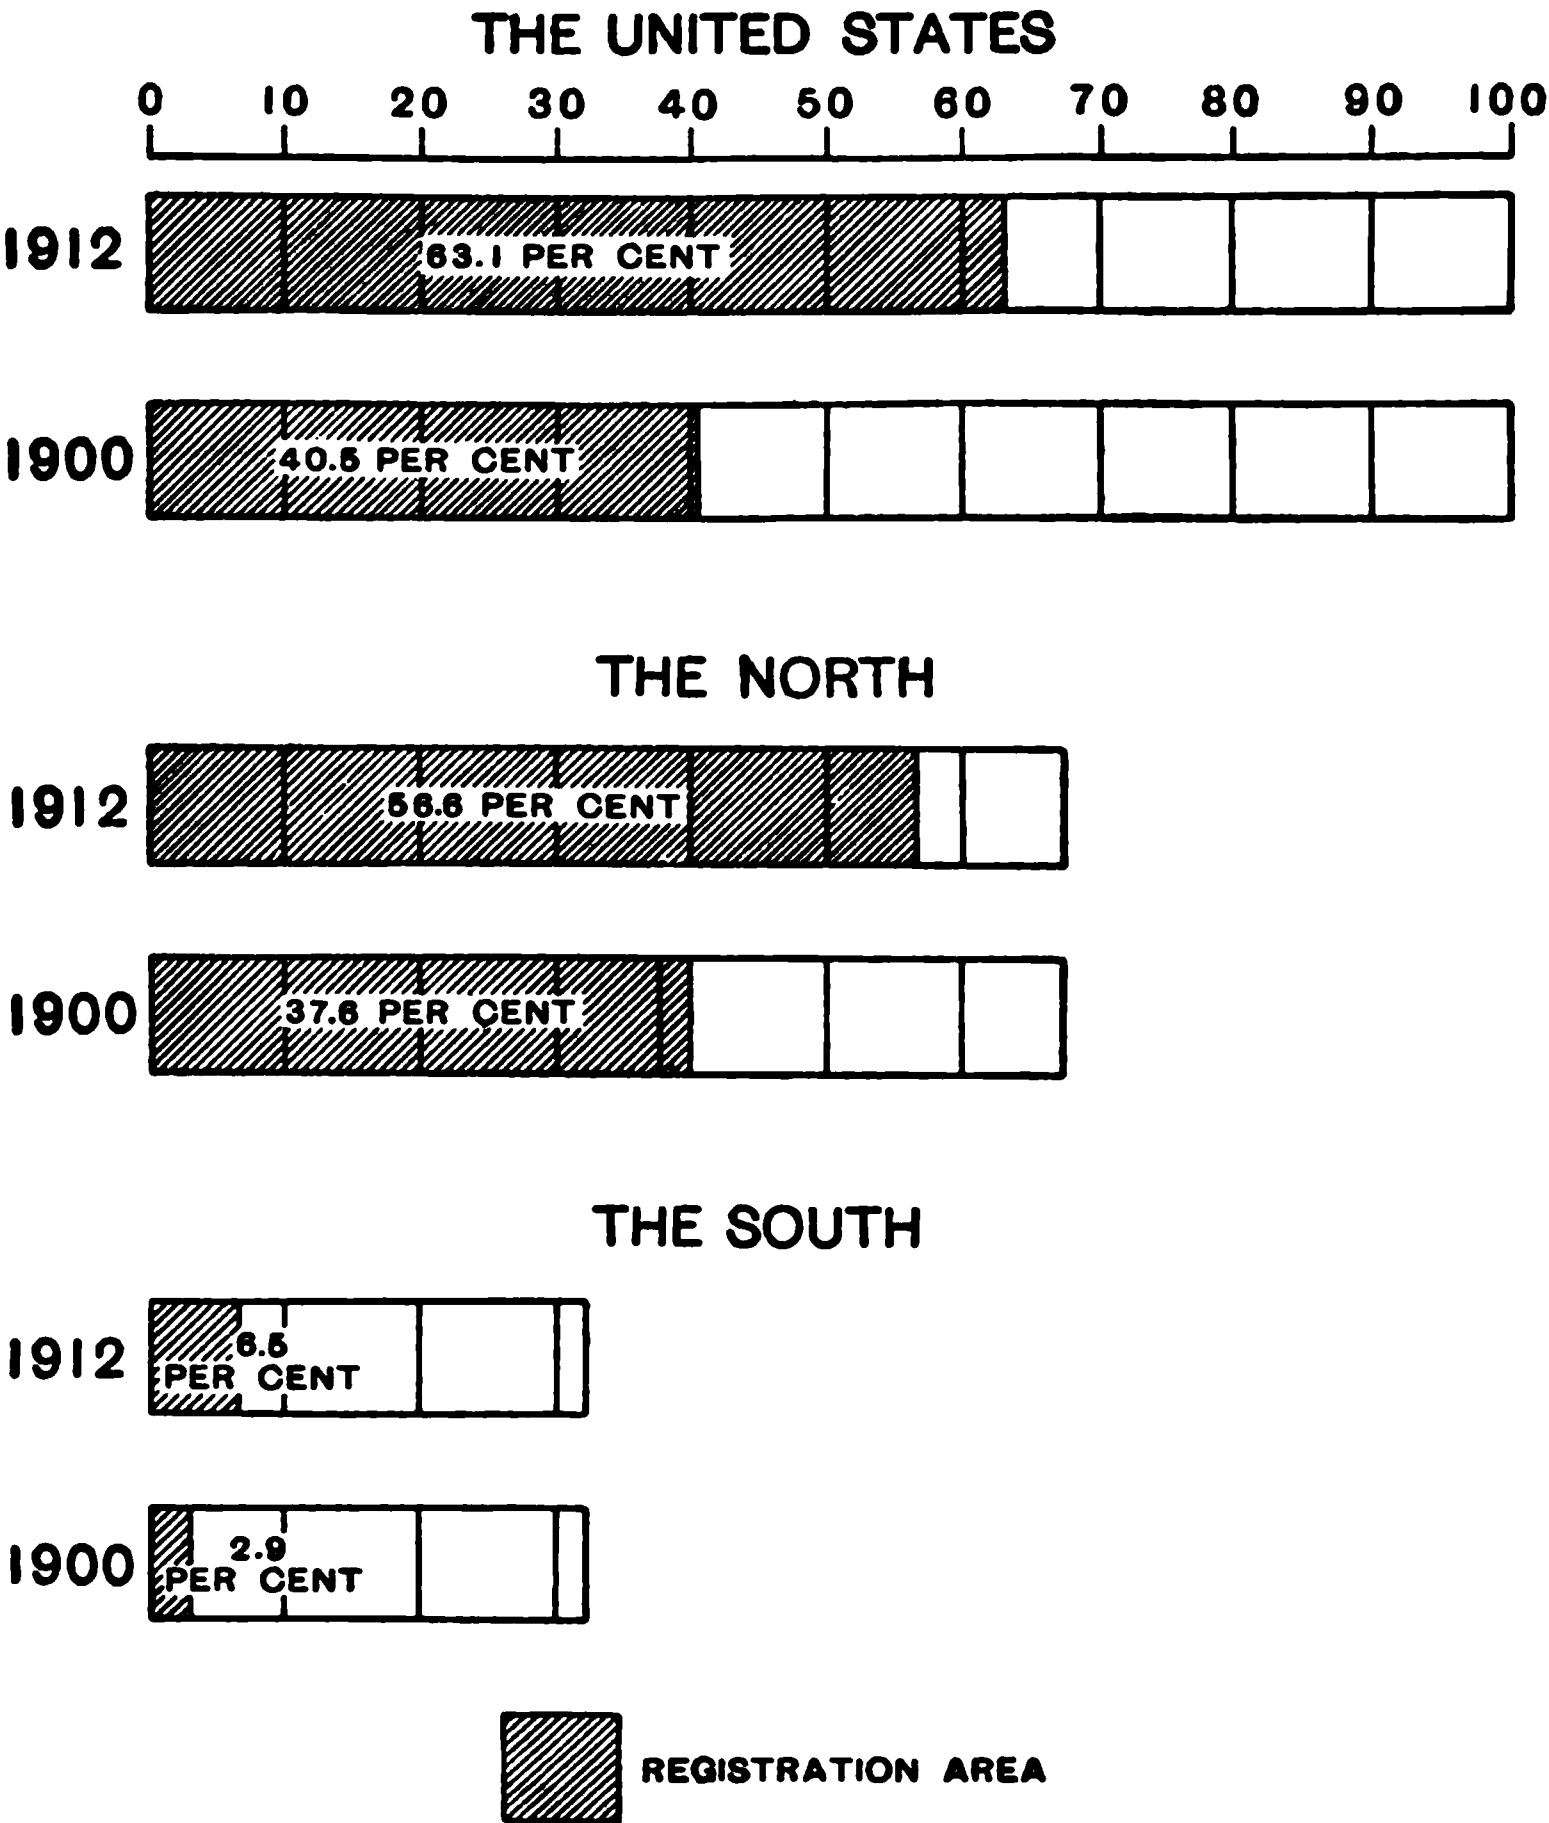 THE UNITED STATES
0 10 20 30 40 50 60 70 80 90 100
1912
63.1 PER CENT
1900
40.5 PER CENT
THE NORTH
1912
56.6 PER CENT
1900
37.6 PER CENT
THE SOUTH
1912
6.5
PER CENT
1900
2.9
PER CENT
REGISTRATION AREA